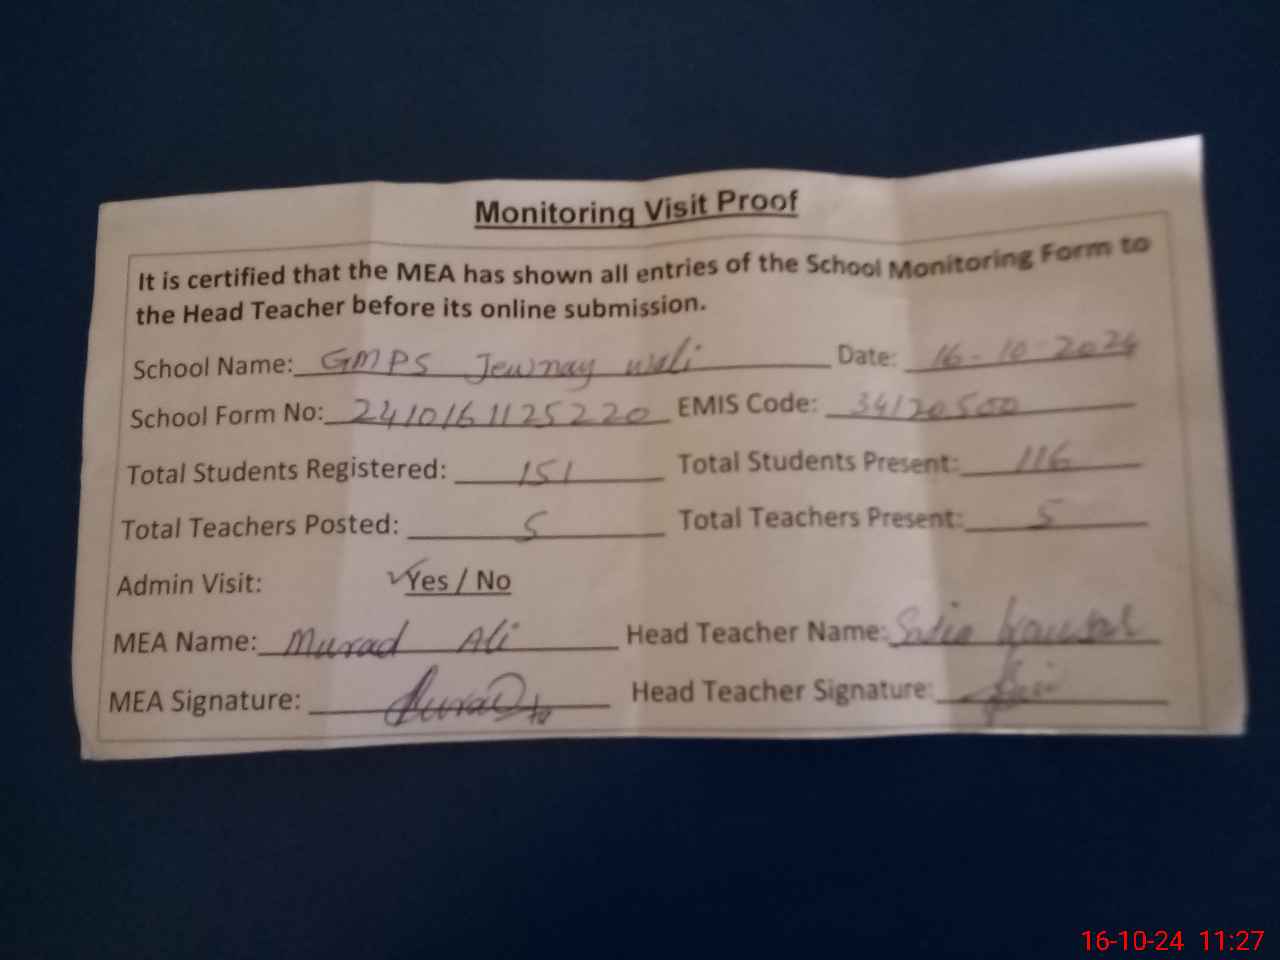 Monitoring Visit Proof
It is certified that the MEA has shown all entries of the School Monitoring Form to
the Head Teacher before its online submission.
School Name: GMPS Jewnay wali Date: 16-10-2024
School Form No: 2410161125220 EMIS Code: 34120500
Total Students Registered: 151 Total Students Present: 116
Total Teachers Posted: 5 Total Teachers Present: 5
Admin Visit: ✓Yes / No
MEA Name: Murad Ali Head Teacher Name:
MEA Signature: Head Teacher Signature:
16-10-24 11:27